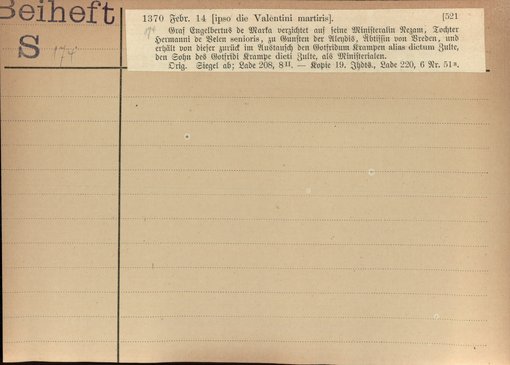 Beiheft
S 174
1370 Febr. 14 [ipso die Valentini martiris]. [521
Graf Engelbertus de Marka verzichtet auf seine Ministerialin Nezam, Tochter
Hermanni de Velen senioris, zu Gunsten der Aleydis, Äbtissin von Vreden, und
erhält von dieser zurück im Austausch den Gotfridum Krampen alias dictum Zulte,
den Sohn des Gotfridi Krampe dicti Zulte, als Ministerialen.
Orig. Siegel ab; Lade 208, 8 II. — Kopie 19. Jhdts., Lade 220, 6 Nr. 51a.